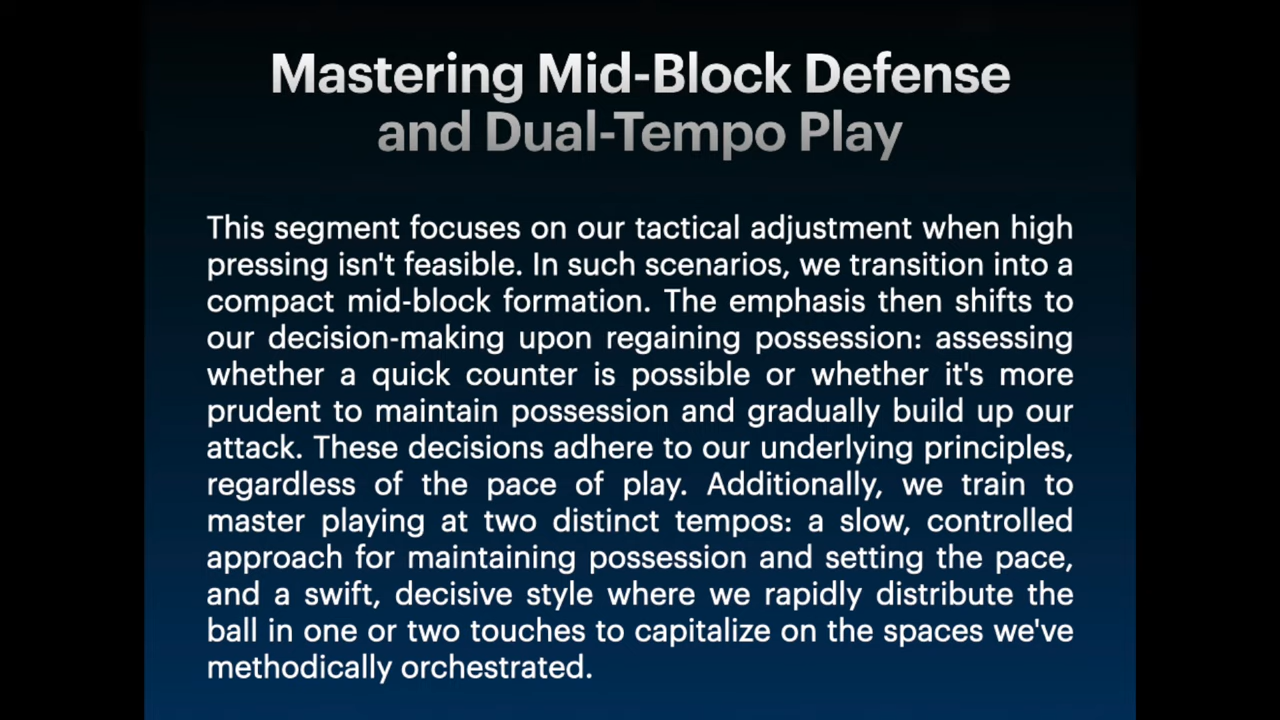 Mastering Mid-Block Defense
and Dual-Tempo Play
This segment focuses on our tactical adjustment when high
pressing isn't feasible. In such scenarios, we transition into a
compact mid-block formation. The emphasis then shifts to
our decision-making upon regaining possession: assessing
whether a quick counter is possible or whether it's more
prudent to maintain possession and gradually build up our
attack. These decisions adhere to our underlying principles,
regardless of the pace of play. Additionally, we train to
master playing at two distinct tempos: a slow, controlled
approach for maintaining possession and setting the pace,
and a swift, decisive style where we rapidly distribute the
ball in one or two touches to capitalize on the spaces we've
methodically orchestrated.